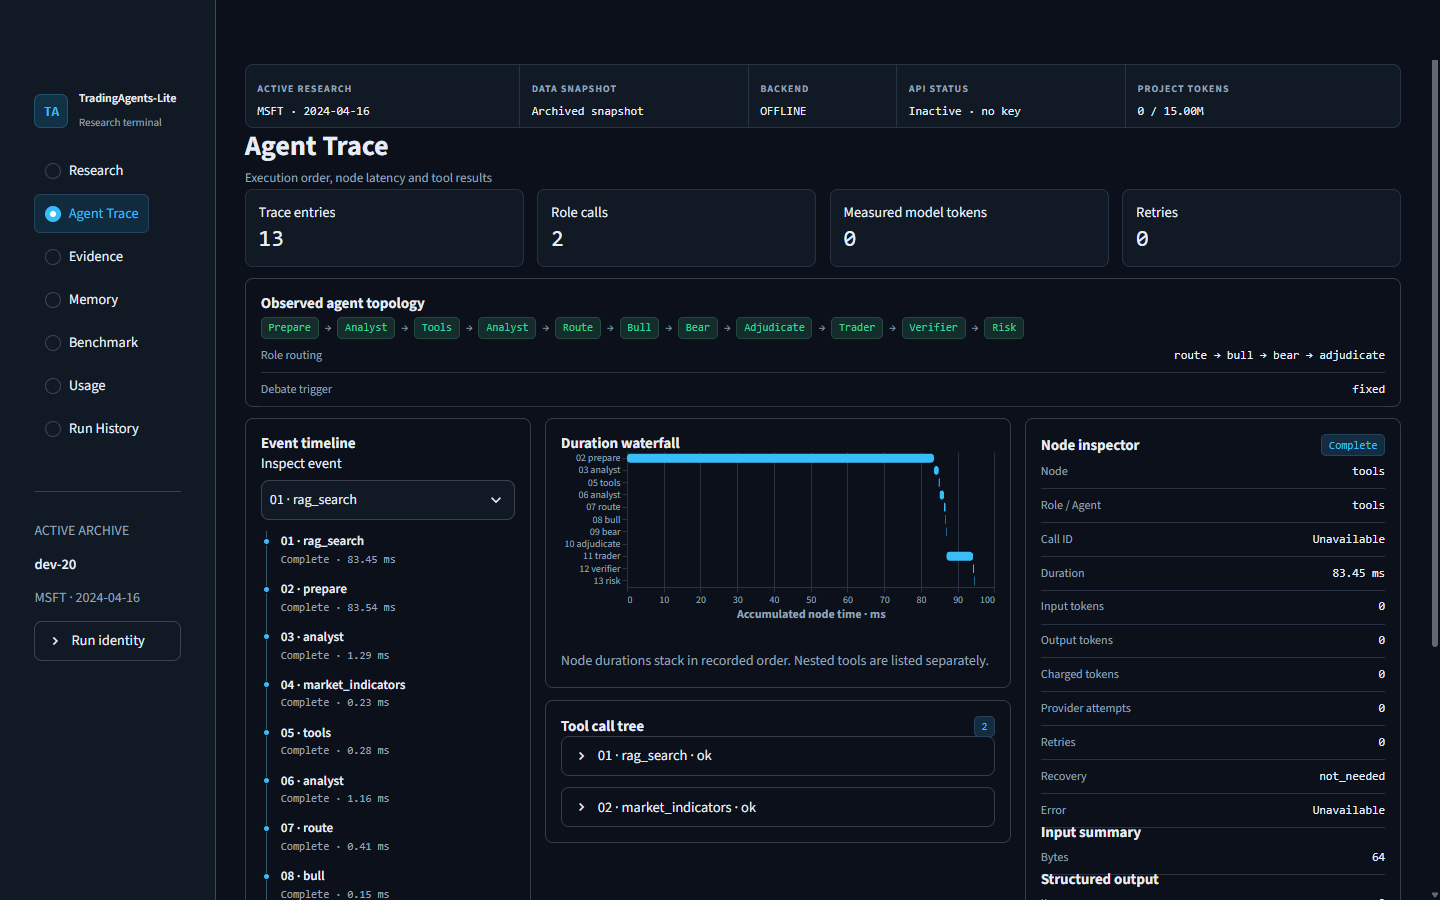 TA
TradingAgents-Lite
Research terminal
Research
Agent Trace
Evidence
Memory
Benchmark
Usage
Run History
ACTIVE ARCHIVE
dev-20
MSFT · 2024-04-16
Run identity
ACTIVE RESEARCH
MSFT · 2024-04-16
DATA SNAPSHOT
Archived snapshot
BACKEND
OFFLINE
API STATUS
Inactive · no key
PROJECT TOKENS
0 / 15.00M
Agent Trace
Execution order, node latency and tool results
Trace entries
13
Role calls
2
Measured model tokens
0
Retries
0
Observed agent topology
Prepare → Analyst → Tools → Analyst → Route → Bull → Bear → Adjudicate → Trader → Verifier → Risk
Role routing route → bull → bear → adjudicate
Debate trigger fixed
Event timeline
Inspect event
01 · rag_search
01 · rag_search
Complete · 83.45 ms
02 · prepare
Complete · 83.54 ms
03 · analyst
Complete · 1.29 ms
04 · market_indicators
Complete · 0.23 ms
05 · tools
Complete · 0.28 ms
06 · analyst
Complete · 1.16 ms
07 · route
Complete · 0.41 ms
08 · bull
Complete · 0.15 ms
Duration waterfall
02 prepare
03 analyst
05 tools
06 analyst
07 route
08 bull
09 bear
10 adjudicate
11 trader
12 verifier
13 risk
0 10 20 30 40 50 60 70 80 90 100
Accumulated node time · ms
Node durations stack in recorded order. Nested tools are listed separately.
Tool call tree 2
01 · rag_search · ok
02 · market_indicators · ok
Node inspector Complete
Node tools
Role / Agent tools
Call ID Unavailable
Duration 83.45 ms
Input tokens 0
Output tokens 0
Charged tokens 0
Provider attempts 0
Retries 0
Recovery not_needed
Error Unavailable
Input summary
Bytes 64
Structured output